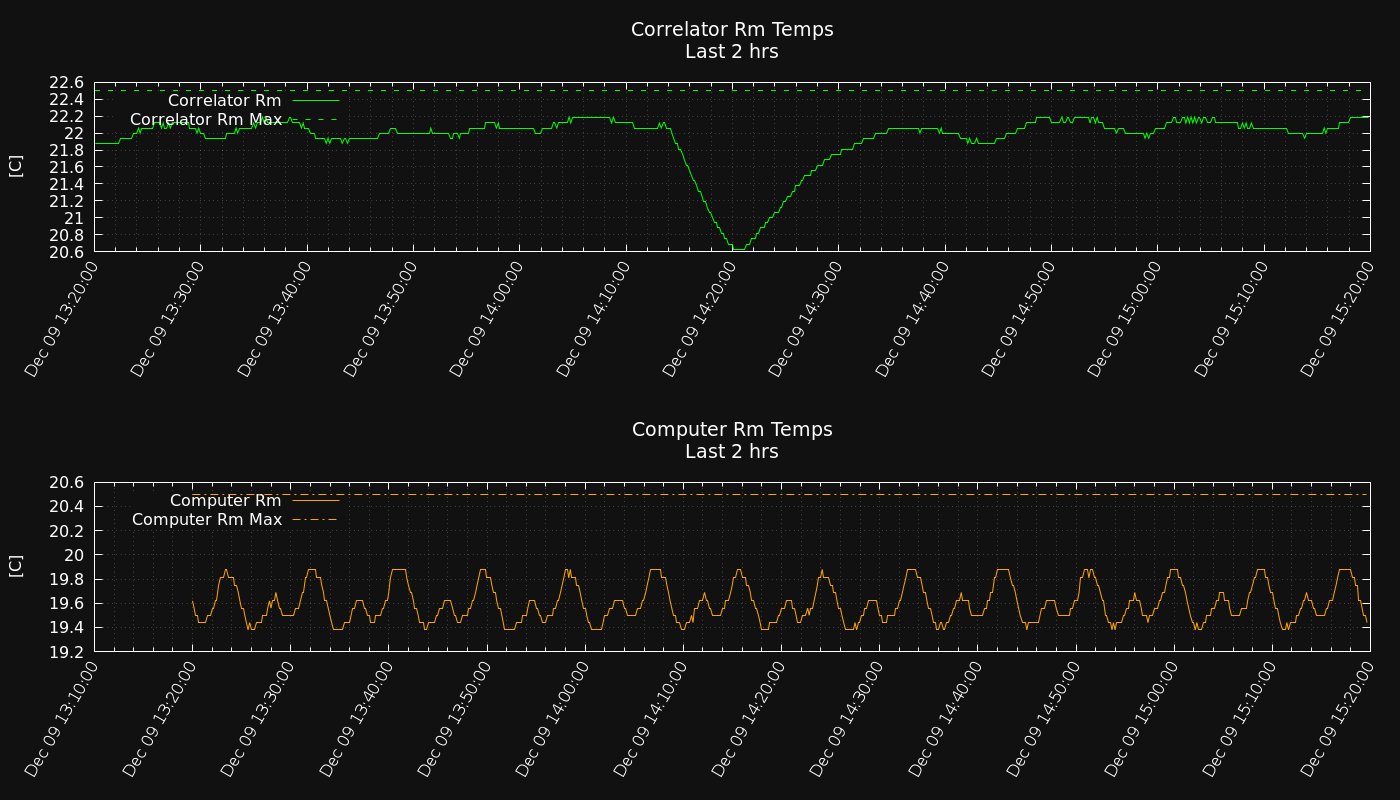 Correlator Rm Temps
Last 2 hrs
22.6
22.4
22.2
22
21.8
21.6
21.4
21.2
21
20.8
20.6
[C]
Correlator Rm
Correlator Rm Max
Dec 09 13:20:00
Dec 09 13:30:00
Dec 09 13:40:00
Dec 09 13:50:00
Dec 09 14:00:00
Dec 09 14:10:00
Dec 09 14:20:00
Dec 09 14:30:00
Dec 09 14:40:00
Dec 09 14:50:00
Dec 09 15:00:00
Dec 09 15:10:00
Dec 09 15:20:00
Computer Rm Temps
Last 2 hrs
20.6
20.4
20.2
20
19.8
19.6
19.4
19.2
[C]
Computer Rm
Computer Rm Max
Dec 09 13:10:00
Dec 09 13:20:00
Dec 09 13:30:00
Dec 09 13:40:00
Dec 09 13:50:00
Dec 09 14:00:00
Dec 09 14:10:00
Dec 09 14:20:00
Dec 09 14:30:00
Dec 09 14:40:00
Dec 09 14:50:00
Dec 09 15:00:00
Dec 09 15:10:00
Dec 09 15:20:00